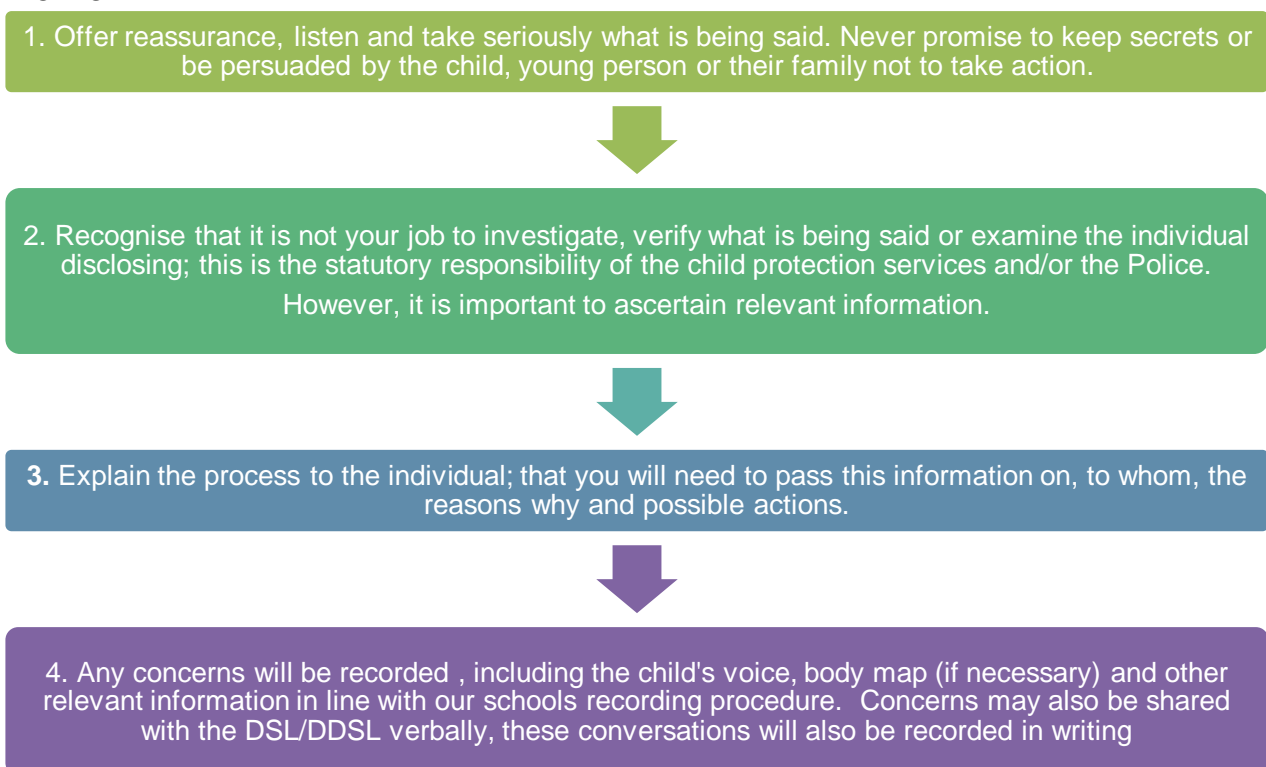 1. Offer reassurance, listen and take seriously what is being said. Never promise to keep secrets or
be persuaded by the child, young person or their family not to take action.
2. Recognise that it is not your job to investigate, verify what is being said or examine the individual
disclosing; this is the statutory responsibility of the child protection services and/or the Police.
However, it is important to ascertain relevant information.
3. Explain the process to the individual; that you will need to pass this information on, to whom, the
reasons why and possible actions.
4. Any concerns will be recorded , including the child's voice, body map (if necessary) and other
relevant information in line with our schools recording procedure.  Concerns may also be shared
with the DSL/DDSL verbally, these conversations will also be recorded in writing